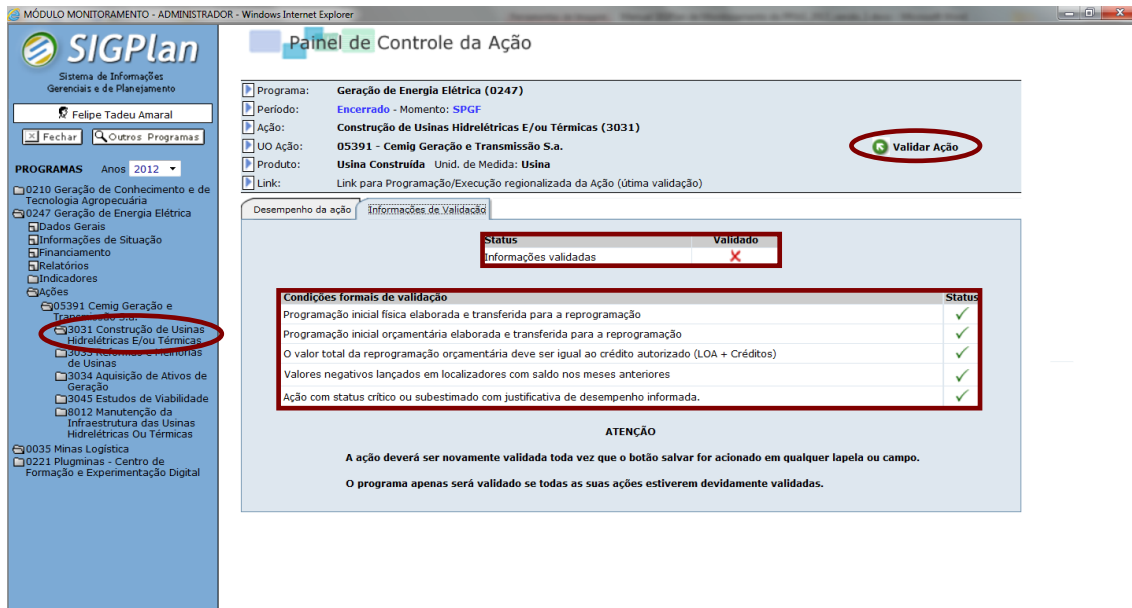 MÓDULO MONITORAMENTO - ADMINISTRADOR - Windows Internet Explorer
SIGPlan
Sistema de Informações
Gerenciais e de Planejamento
Felipe Tadeu Amaral
Fechar Outros Programas
PROGRAMAS Anos 2012
0210 Geração de Conhecimento e de
Tecnologia Agropecuária
0247 Geração de Energia Elétrica
Dados Gerais
Informações de Situação
Financiamento
Relatórios
Indicadores
Ações
05391 Cemig Geração e
Transmissão S.a.
3031 Construção de Usinas
Hidrelétricas E/ou Térmicas
3033 Reformas e Melhorias
de Usinas
3034 Aquisição de Ativos de
Geração
3045 Estudos de Viabilidade
8012 Manutenção da
Infraestrutura das Usinas
Hidrelétricas Ou Térmicas
0035 Minas Logística
0221 Plugminas - Centro de
Formação e Experimentação Digital
Painel de Controle da Ação
Programa: Geração de Energia Elétrica (0247)
Período: Encerrado - Momento: SPGF
Ação: Construção de Usinas Hidrelétricas E/ou Térmicas (3031)
UO Ação: 05391 - Cemig Geração e Transmissão S.a.
Validar Ação
Produto: Usina Construída Unid. de Medida: Usina
Link: Link para Programação/Execução regionalizada da Ação (útima validação)
Desempenho da ação Informações de Validação
Status Validado
Informações validadas
Condições formais de validação Status
Programação inicial física elaborada e transferida para a reprogramação
Programação inicial orçamentária elaborada e transferida para a reprogramação
O valor total da reprogramação orçamentária deve ser igual ao crédito autorizado (LOA + Créditos)
Valores negativos lançados em localizadores com saldo nos meses anteriores
Ação com status crítico ou subestimado com justificativa de desempenho informada.
ATENÇÃO
A ação deverá ser novamente validada toda vez que o botão salvar for acionado em qualquer lapela ou campo.
O programa apenas será validado se todas as suas ações estiverem devidamente validadas.